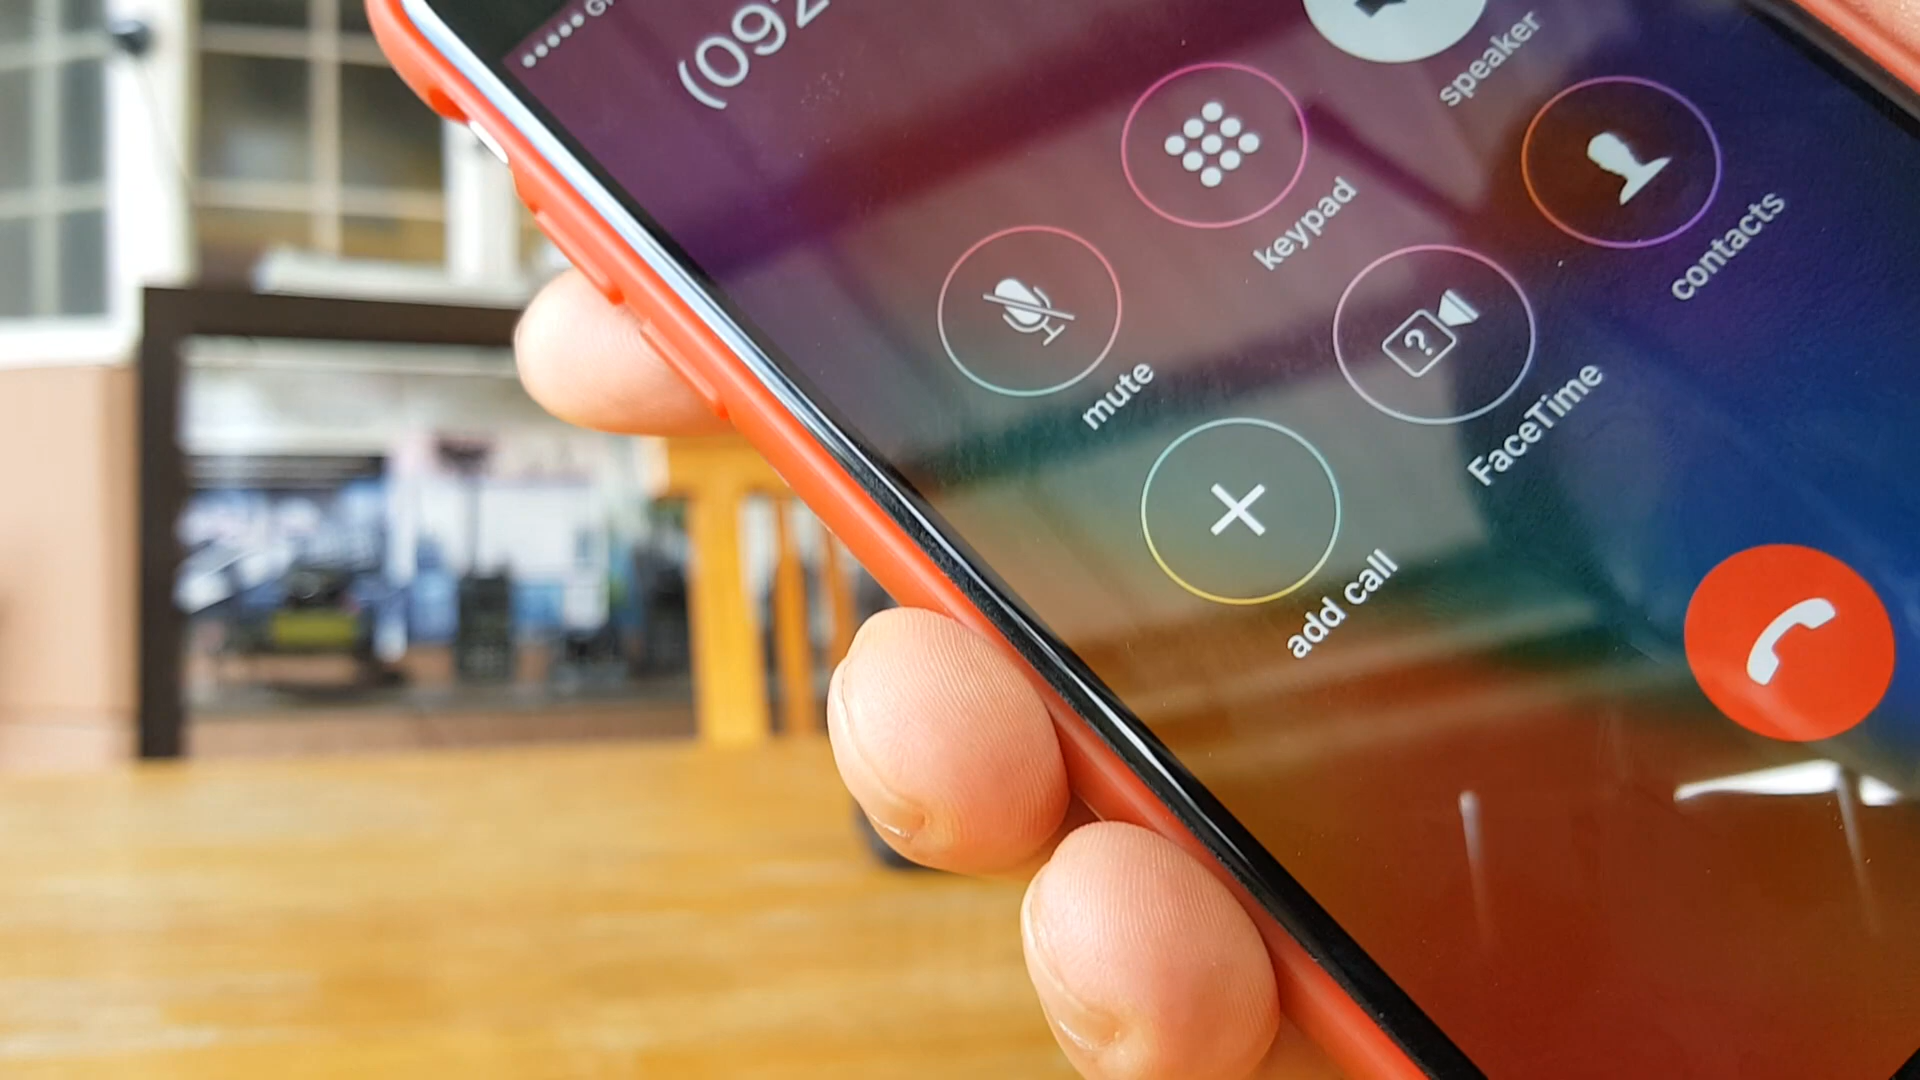 (092
mute
keypad
speaker
add call
FaceTime
?
contacts